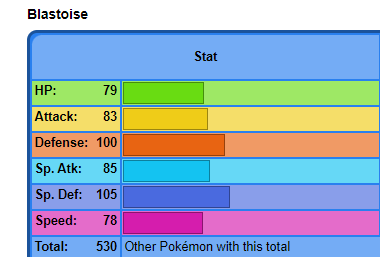 Blastoise
Stat
HP: 79
Attack: 83
Defense: 100
Sp. Atk: 85
Sp. Def: 105
Speed: 78
Total: 530 Other Pokémon with this total